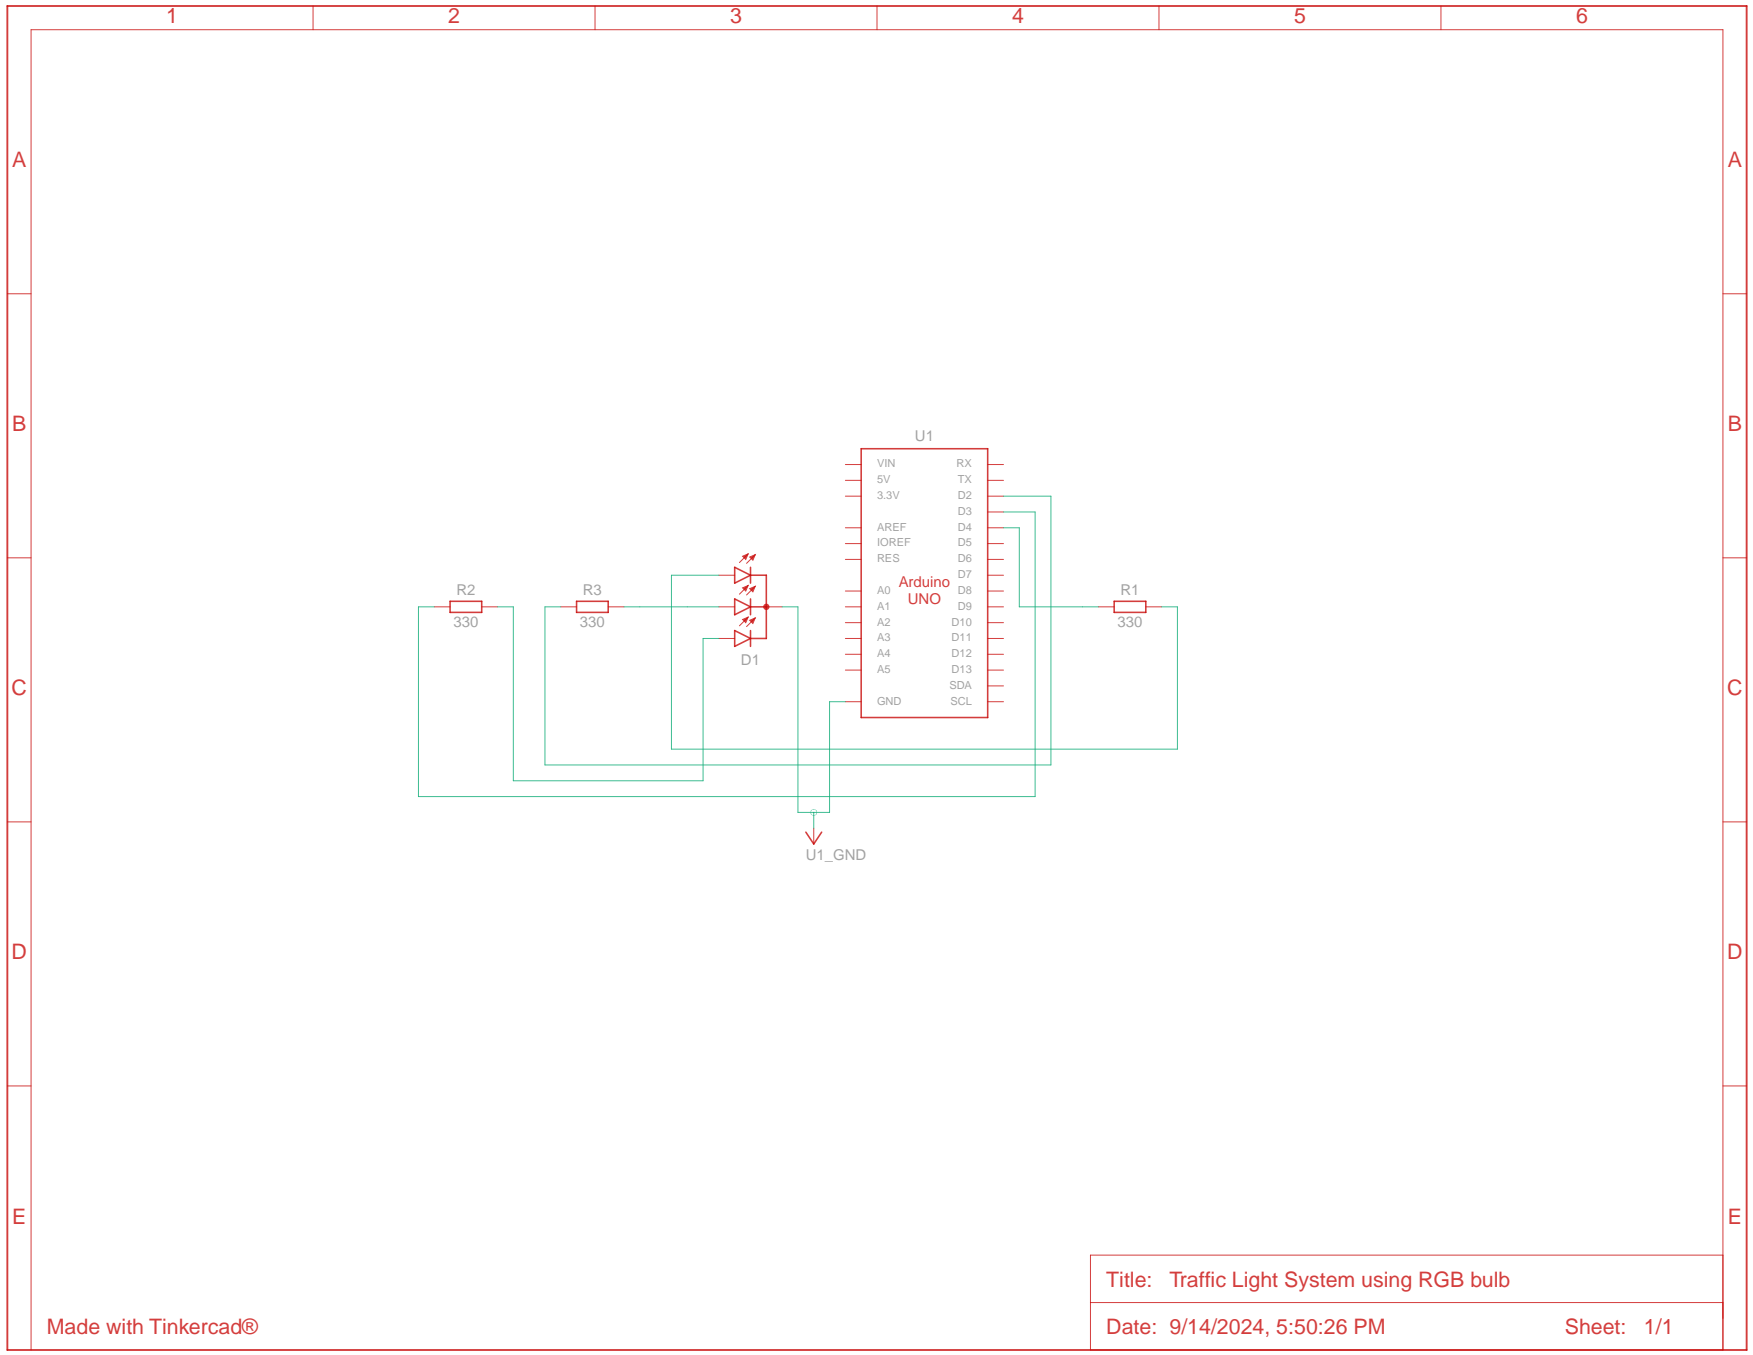 1 2 3 4 5 6
A A
B B
U1
VIN RX
5V TX
3.3V D2
D3
AREF D4
IOREF D5
RES D6
D7
Arduino
UNO
A0 D8
A1 D9
A2 D10
A3 D11
A4 D12
A5 D13
SDA
GND SCL
R2 R3 R1
330 330 330
D1
C C
U1_GND
D D
E E
Title: Traffic Light System using RGB bulb
Made with Tinkercad®
Date: 9/14/2024, 5:50:26 PM Sheet: 1/1